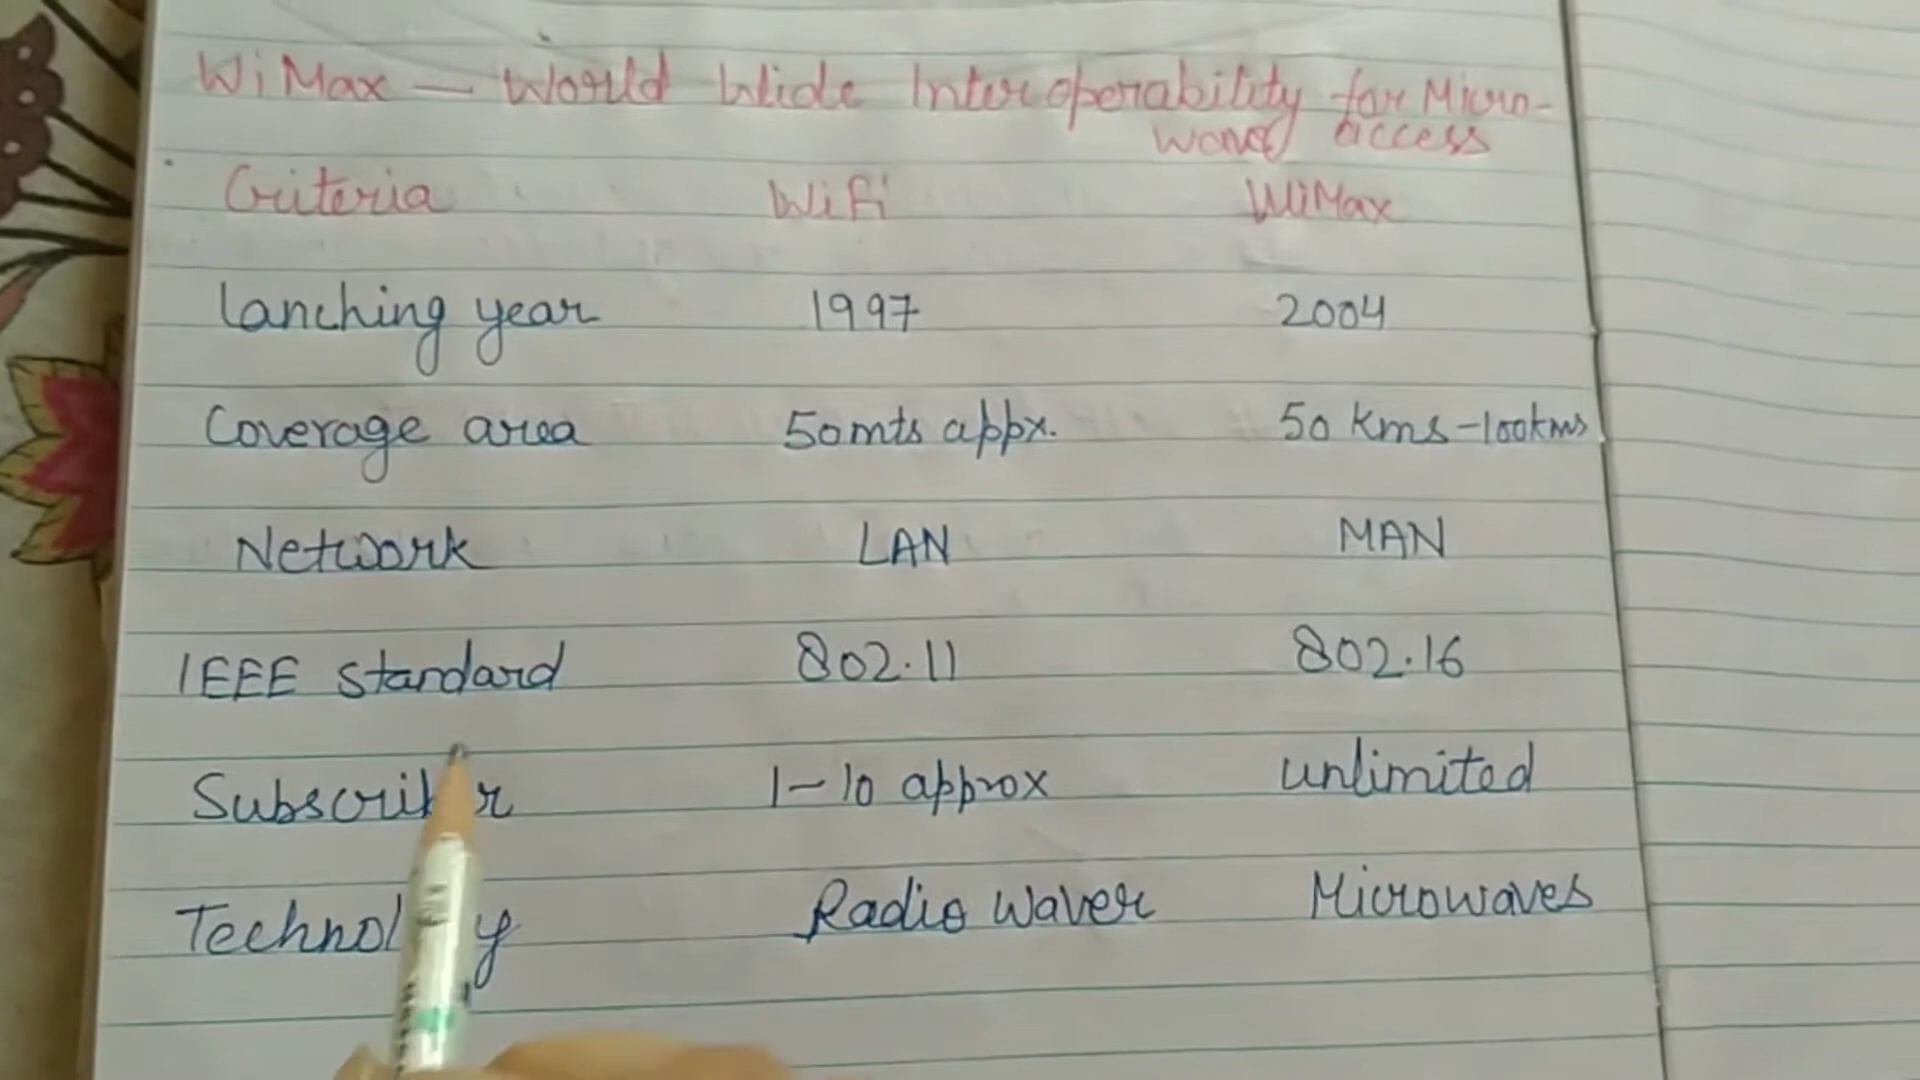 WiMax — World Wide Interoperability for Micro-
wave access
Criteria WiFi WiMax
Lanching year 1997 2004
Coverage area 50mts appx. 50 kms-100kms
Network LAN MAN
IEEE standard 802.11 802.16
1-10 approx unlimited
Radio Waver Microwaves